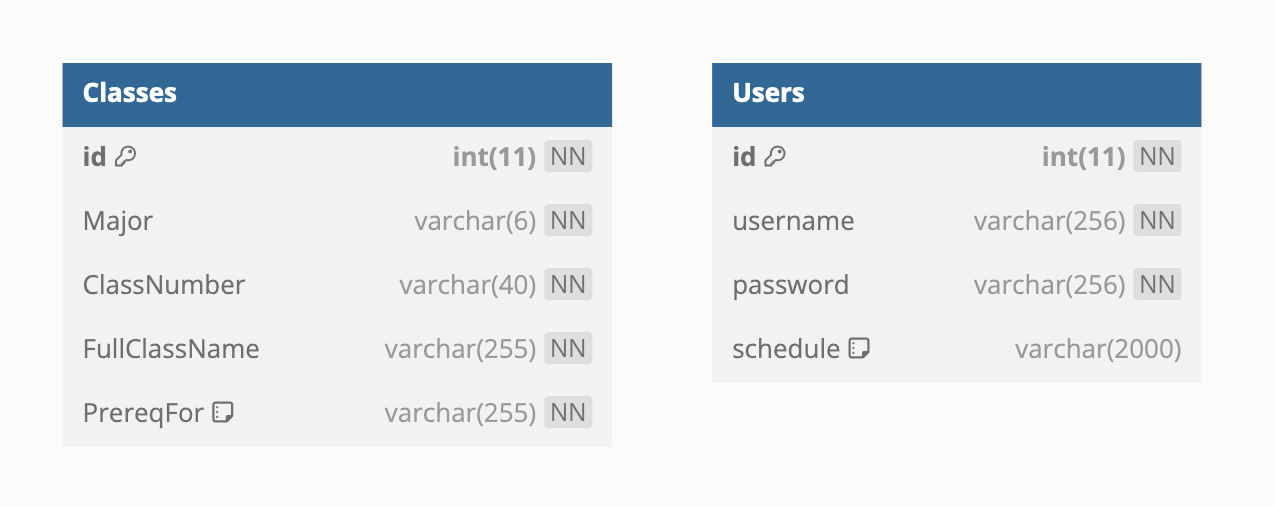 Classes
id int(11) NN
Major varchar(6) NN
ClassNumber varchar(40) NN
FullClassName varchar(255) NN
PrereqFor varchar(255) NN
Users
id int(11) NN
username varchar(256) NN
password varchar(256) NN
schedule varchar(2000)